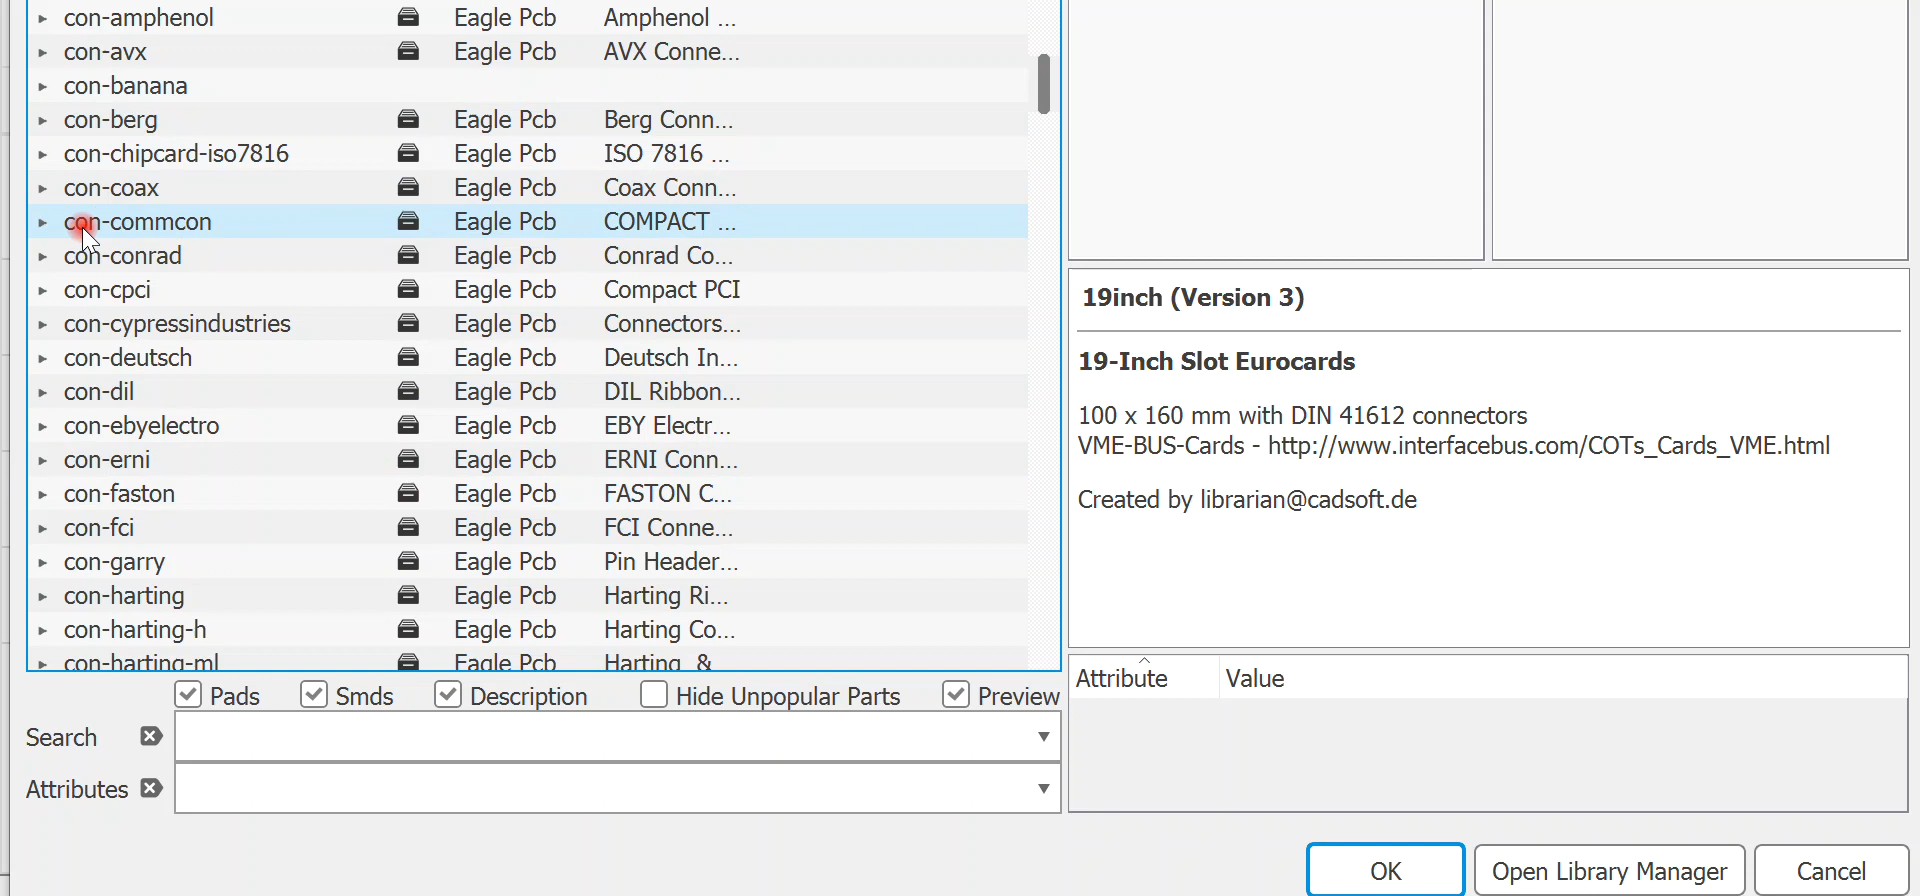 con-amphenol Eagle Pcb Amphenol ...
con-avx Eagle Pcb AVX Conne...
con-banana
con-berg Eagle Pcb Berg Conn...
con-chipcard-iso7816 Eagle Pcb ISO 7816 ...
con-coax Eagle Pcb Coax Conn...
con-commcon Eagle Pcb COMPACT ...
con-conrad Eagle Pcb Conrad Co...
con-cpci Eagle Pcb Compact PCI
con-cypressindustries Eagle Pcb Connectors...
con-deutsch Eagle Pcb Deutsch In...
con-dil Eagle Pcb DIL Ribbon...
con-ebyelectro Eagle Pcb EBY Electr...
con-erni Eagle Pcb ERNI Conn...
con-faston Eagle Pcb FASTON C...
con-fci Eagle Pcb FCI Conne...
con-garry Eagle Pcb Pin Header...
con-harting Eagle Pcb Harting Ri...
con-harting-h Eagle Pcb Harting Co...
con-harting-ml Eagle Pcb Harting &
Pads Smds Description Hide Unpopular Parts Preview
Search
Attributes
19inch (Version 3)
19-Inch Slot Eurocards
100 x 160 mm with DIN 41612 connectors
VME-BUS-Cards - http://www.interfacebus.com/COTs_Cards_VME.html
Created by librarian@cadsoft.de
Attribute Value
OK Open Library Manager Cancel